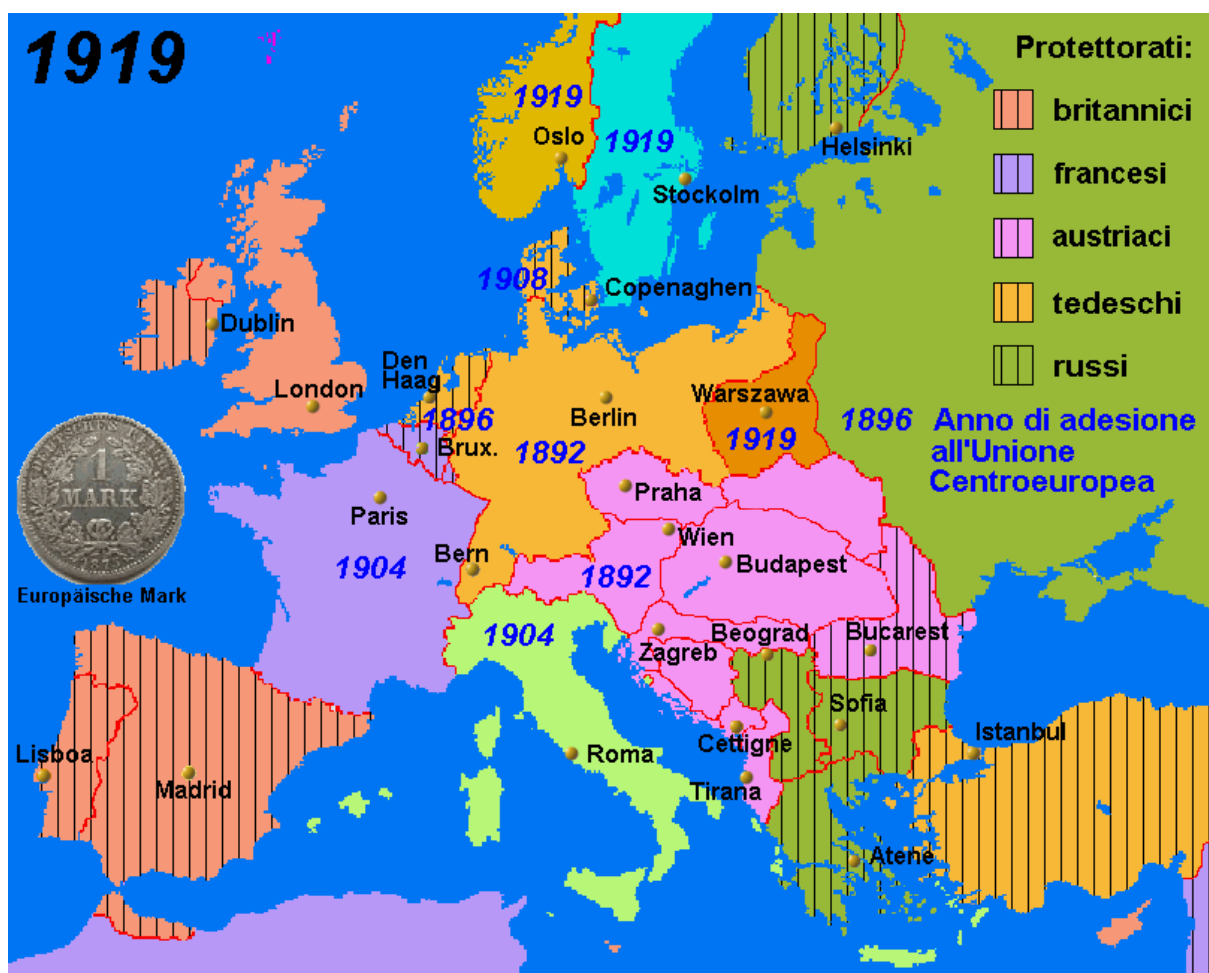 1919
Protettorati:
britannici
francesi
austriaci
tedeschi
russi
1896 Anno di adesione
all'Unione
Centroeuropea
1919
Oslo
1919
Stockolm
Helsinki
1908
Copenaghen
Dublin
London
Den
Haag
1896
Brux.
Berlin
1892
Warszawa
1919
Praha
Paris
1904
Bern
Wien
Budapest
1892
1904
Zagreb
Beograd
Bucarest
Sofia
Cettigne
Tirana
Istanbul
Roma
Lisboa
Madrid
Atene
1
MARK
1875
Europäische Mark